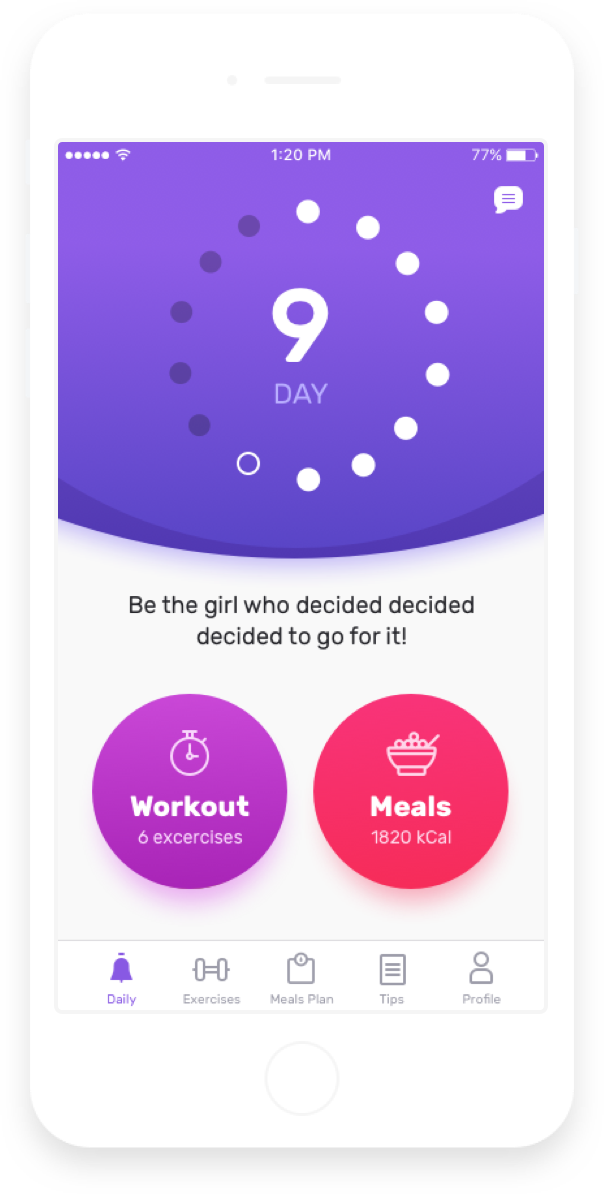 1:20 PM
77%
9
DAY
Be the girl who decided decided
decided to go for it!
Workout
6 excercises
Meals
1820 kCal
Daily
Exercises
Meals Plan
Tips
Profile